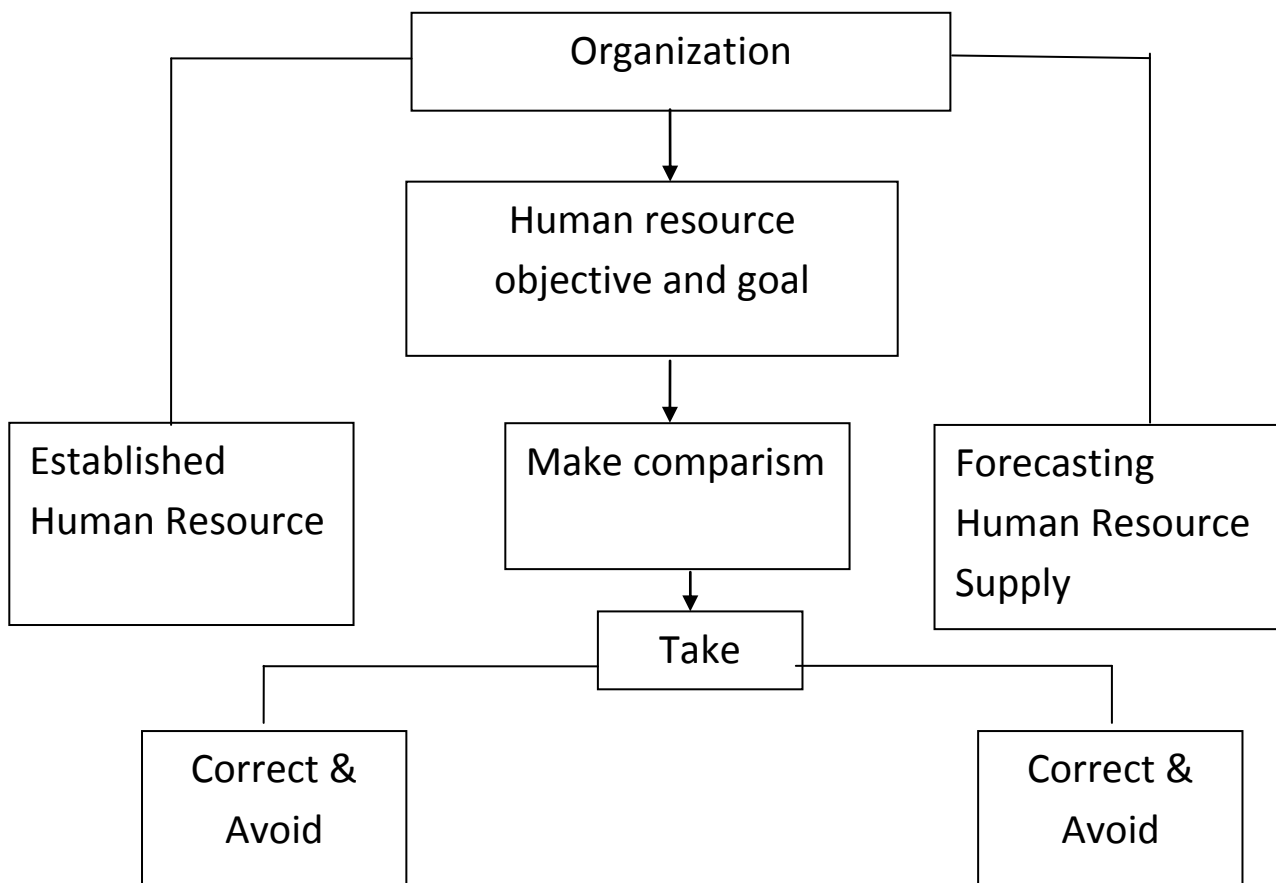 Organization
Human resource
objective and goal
Established
Human Resource
Make comparism
Forecasting
Human Resource
Supply
Take
Correct &
Avoid
Correct &
Avoid